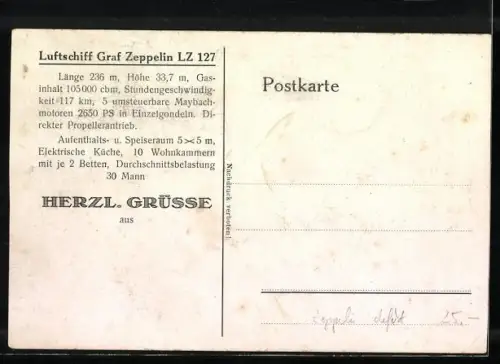 Luftschiff Graf Zeppelin LZ 127
Länge 236 m, Höhe 33,7 m, Gas-
inhalt 105 000 cbm, Stundengeschwindig-
keit 117 km, 5 umsteuerbare Maybach-
motoren 2650 PS in Einzelgondeln. Di-
rekter Propellerantrieb.
Aufenthalts- u. Speiseraum 5×5 m,
Elektrische Küche, 10 Wohnkammern
mit je 2 Betten, Durchschnittsbelastung
30 Mann
HERZL. GRÜSSE
aus
Nachdruck verboten!
Postkarte